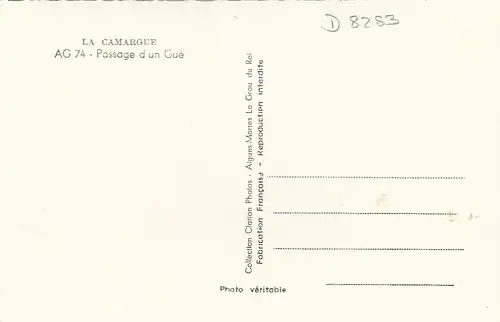 D 8283
LA CAMARGUE
AG 74 - Passage d'un Gué
Collection Clarion Photos - Aigues-Mortes Le Grau du Roi
Fabrication Française - Reproduction interdite
Photo véritable